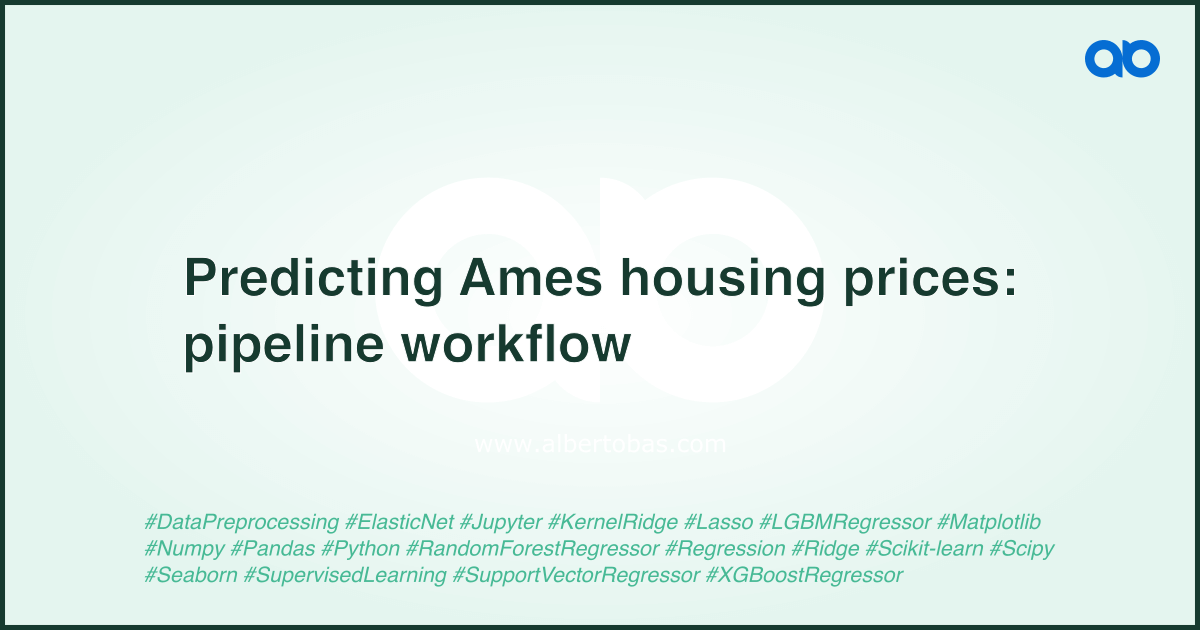 ab
Predicting Ames housing prices:
pipeline workflow
www.albertobas.com
#DataPreprocessing #ElasticNet #Jupyter #KernelRidge #Lasso #LGBMRegressor #Matplotlib
#Numpy #Pandas #Python #RandomForestRegressor #Regression #Ridge #Scikit-learn #Scipy
#Seaborn #SupervisedLearning #SupportVectorRegressor #XGBoostRegressor